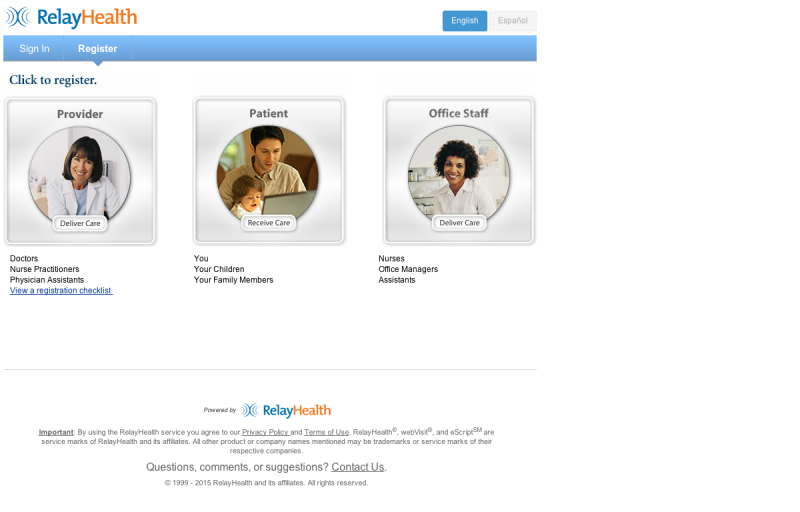 RelayHealth
English
Español
Sign In
Register
Click to register.
Provider
Deliver Care
Patient
Receive Care
Office Staff
Deliver Care
Doctors
Nurse Practitioners
Physician Assistants
View a registration checklist
You
Your Children
Your Family Members
Nurses
Office Managers
Assistants
Powered by RelayHealth
Important: By using the RelayHealth service you agree to our Privacy Policy and Terms of Use. RelayHealth®, webVisit®, and eScript℠ are
service marks of RelayHealth and its affiliates. All other product or company names mentioned may be trademarks or service marks of their
respective companies.
Questions, comments, or suggestions? Contact Us.
© 1999 - 2015 RelayHealth and its affiliates. All rights reserved.